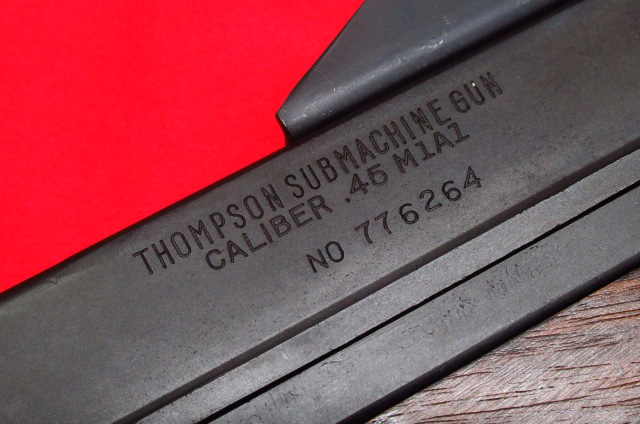 THOMPSON SUBMACHINE GUN
CALIBER .45 M1A1
NO 776264